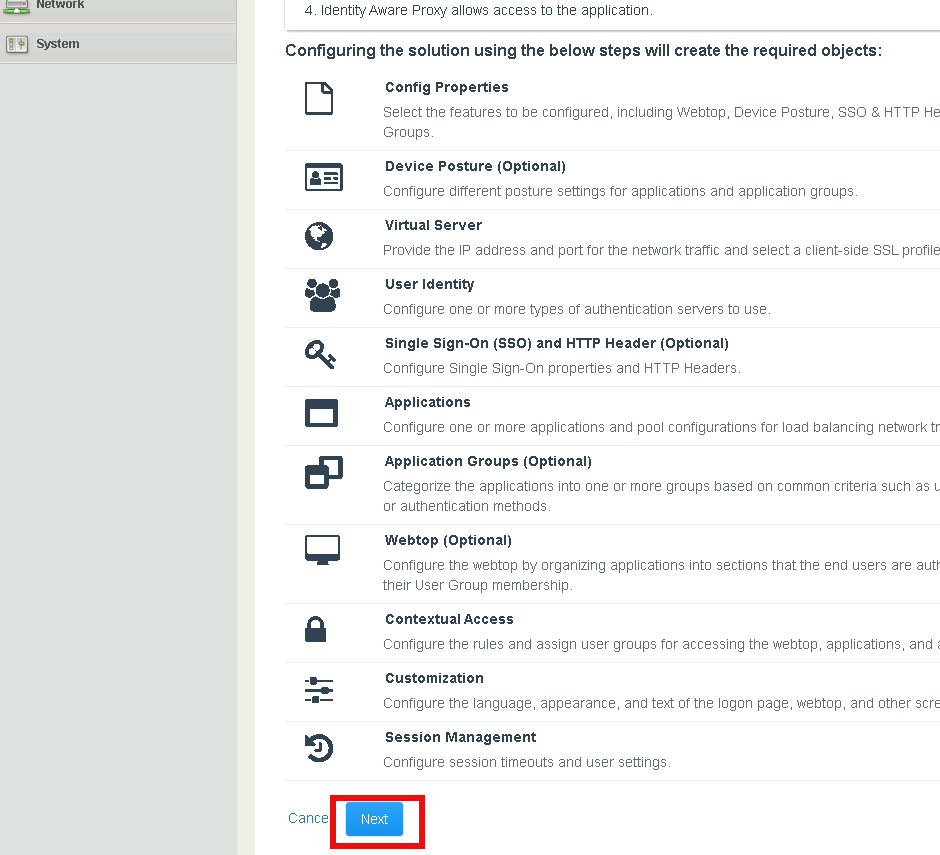 Network
System
4. Identity Aware Proxy allows access to the application.
Configuring the solution using the below steps will create the required objects:
Config Properties
Select the features to be configured, including Webtop, Device Posture, SSO & HTTP He
Groups.
Device Posture (Optional)
Configure different posture settings for applications and application groups.
Virtual Server
Provide the IP address and port for the network traffic and select a client-side SSL profile
User Identity
Configure one or more types of authentication servers to use.
Single Sign-On (SSO) and HTTP Header (Optional)
Configure Single Sign-On properties and HTTP Headers.
Applications
Configure one or more applications and pool configurations for load balancing network tr
Application Groups (Optional)
Categorize the applications into one or more groups based on common criteria such as u
or authentication methods.
Webtop (Optional)
Configure the webtop by organizing applications into sections that the end users are auth
their User Group membership.
Contextual Access
Configure the rules and assign user groups for accessing the webtop, applications, and a
Customization
Configure the language, appearance, and text of the logon page, webtop, and other scre
Session Management
Configure session timeouts and user settings.
Cance
Next